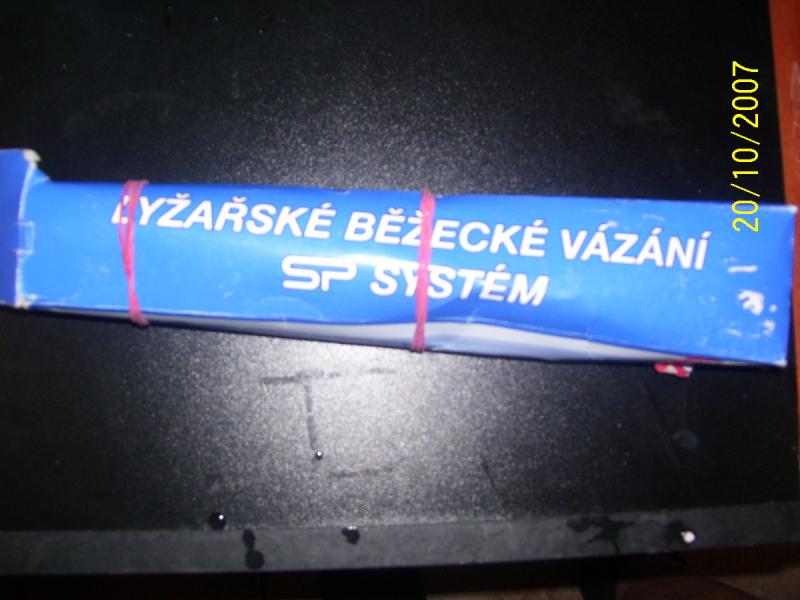 LYŽAŘSKÉ BĚŽECKÉ VÁZÁNÍ
SP SYSTÉM
20/10/2007